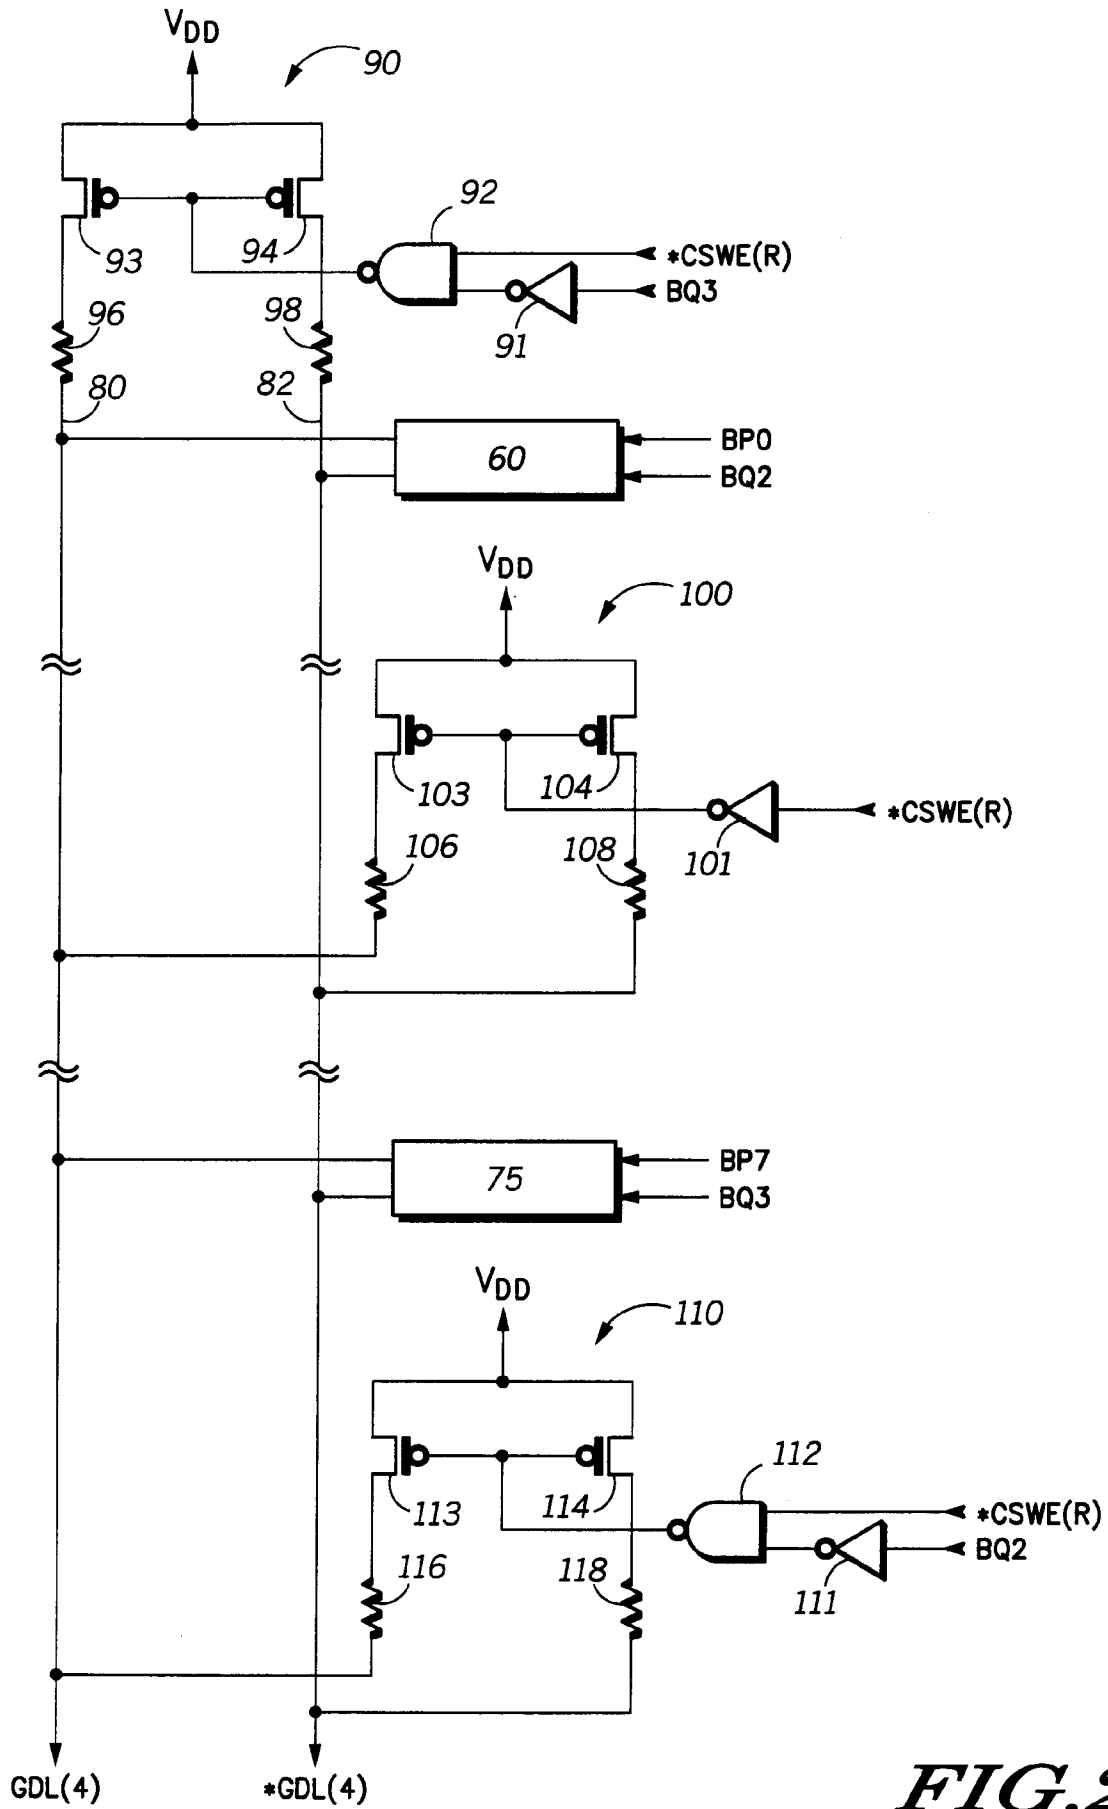 VDD
90
92
93
94
*CSWE(R)
BQ3
91
96
98
80
82
60
BP0
BQ2
VDD
100
103
104
106
108
101
*CSWE(R)
75
BP7
BQ3
VDD
110
112
113
114
*CSWE(R)
BQ2
111
116
118
GDL(4)
*GDL(4)
FIG.2